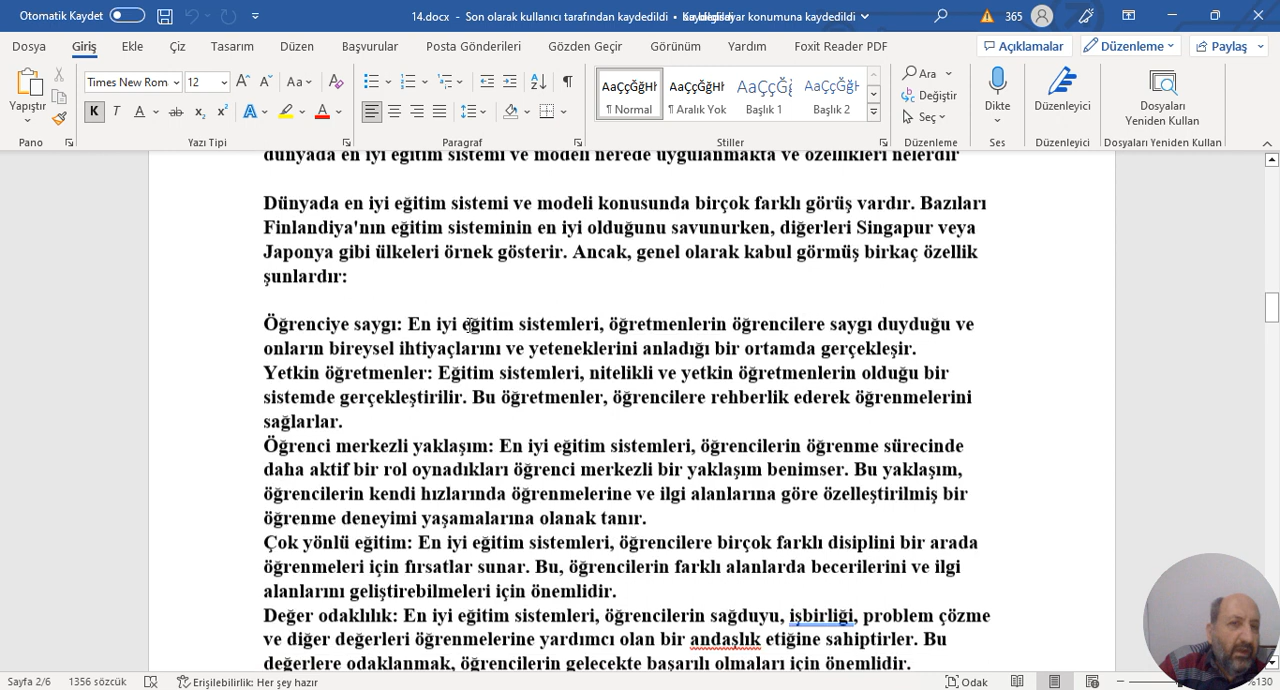 Otomatik Kaydet
14.docx - Son olarak kullanıcı tarafından kaydedildi • konumuna kaydedildi
365
Dosya Giriş Ekle Çiz Tasarım Düzen Başvurular Posta Gönderileri Gözden Geçir Görünüm Yardım Foxit Reader PDF Açıklamalar Düzenleme Paylaş
Times New Rom 12
Yapıştır
AaÇçĞğHł AaÇçĞğHł AaÇçĞğ AaÇçĞğH
¶ Normal ¶ Aralık Yok Başlık 1 Başlık 2
Ara
Değiştir
Seç
Dikte Düzenleyici Dosyaları Yeniden Kullan
Pano Yazı Tipi Paragraf Stiller Düzenleme Ses Düzenleyici Dosyaları Yeniden Kullan
dünyada en iyi eğitim sistemi ve modeli nerede uygulanmakta ve özellikleri nelerdir
Dünyada en iyi eğitim sistemi ve modeli konusunda birçok farklı görüş vardır. Bazıları
Finlandiya'nın eğitim sisteminin en iyi olduğunu savunurken, diğerleri Singapur veya
Japonya gibi ülkeleri örnek gösterir. Ancak, genel olarak kabul görmüş birkaç özellik
şunlardır:
Öğrenciye saygı: En iyi eğitim sistemleri, öğretmenlerin öğrencilere saygı duyduğu ve
onların bireysel ihtiyaçlarını ve yeteneklerini anladığı bir ortamda gerçekleşir.
Yetkin öğretmenler: Eğitim sistemleri, nitelikli ve yetkin öğretmenlerin olduğu bir
sistemde gerçekleştirilir. Bu öğretmenler, öğrencilere rehberlik ederek öğrenmelerini
sağlarlar.
Öğrenci merkezli yaklaşım: En iyi eğitim sistemleri, öğrencilerin öğrenme sürecinde
daha aktif bir rol oynadıkları öğrenci merkezli bir yaklaşım benimser. Bu yaklaşım,
öğrencilerin kendi hızlarında öğrenmelerine ve ilgi alanlarına göre özelleştirilmiş bir
öğrenme deneyimi yaşamalarına olanak tanır.
Çok yönlü eğitim: En iyi eğitim sistemleri, öğrencilere birçok farklı disiplini bir arada
öğrenmeleri için fırsatlar sunar. Bu, öğrencilerin farklı alanlarda becerilerini ve ilgi
alanlarını geliştirebilmeleri için önemlidir.
Değer odaklılık: En iyi eğitim sistemleri, öğrencilerin sağduyu, işbirliği, problem çözme
ve diğer değerleri öğrenmelerine yardımcı olan bir andaşlık etiğine sahiptirler. Bu
değerlere odaklanmak, öğrencilerin gelecekte başarılı olmaları için önemlidir.
Sayfa 2/6 1356 sözcük Erişilebilirlik: Her şey hazır Odak %130